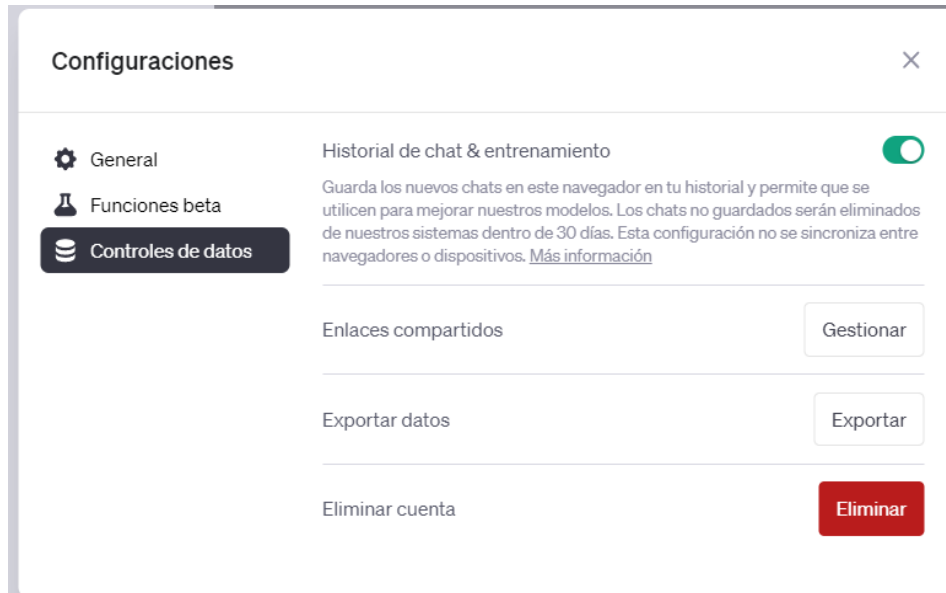 Configuraciones
General
Funciones beta
Controles de datos
Historial de chat & entrenamiento
Guarda los nuevos chats en este navegador en tu historial y permite que se
utilicen para mejorar nuestros modelos. Los chats no guardados serán eliminados
de nuestros sistemas dentro de 30 días. Esta configuración no se sincroniza entre
navegadores o dispositivos. Más información
Enlaces compartidos
Gestionar
Exportar datos
Exportar
Eliminar cuenta
Eliminar